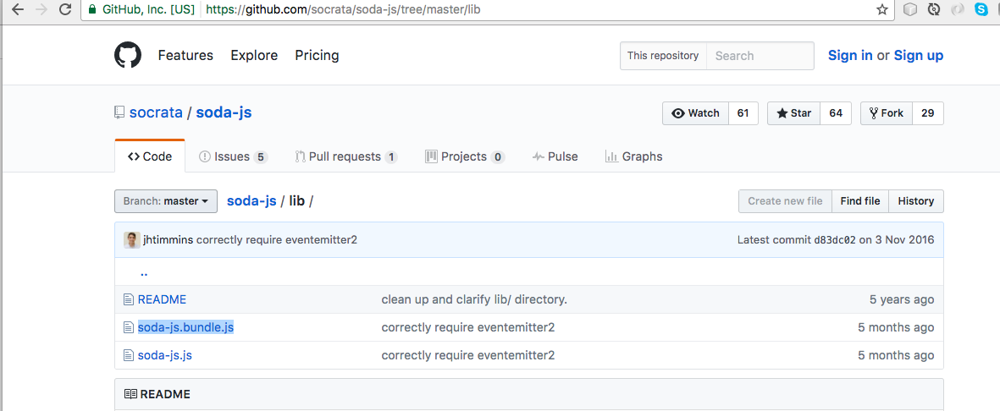 GitHub, Inc. [US] https://github.com/socrata/soda-js/tree/master/lib
Features Explore Pricing This repository Search Sign in or Sign up
socrata / soda-js Watch 61 Star 64 Fork 29
Code Issues 5 Pull requests 1 Projects 0 Pulse Graphs
Branch: master soda-js / lib / Create new file Find file History
jhtimmins correctly require eventemitter2 Latest commit d83dc02 on 3 Nov 2016
..
README clean up and clarify lib/ directory. 5 years ago
soda-js.bundle.js correctly require eventemitter2 5 months ago
soda-js.js correctly require eventemitter2 5 months ago
README